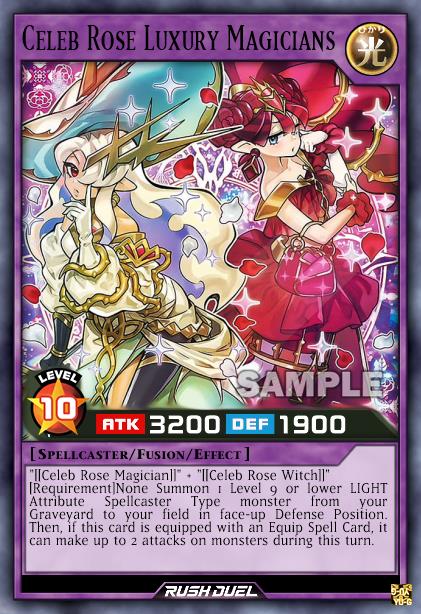 Celeb Rose Luxury Magicians
ひかり
光
SAMPLE
LEVEL
10
ATK 3200 DEF 1900
[ Spellcaster/Fusion/Effect ]
"[[Celeb Rose Magician]]" + "[[Celeb Rose Witch]]"
[Requirement]None Summon 1 Level 9 or lower LIGHT
Attribute Spellcaster Type monster from your
Graveyard to your field in face-up Defense Position.
Then, if this card is equipped with an Equip Spell Card, it
can make up to 2 attacks on monsters during this turn.
RUSH DUEL